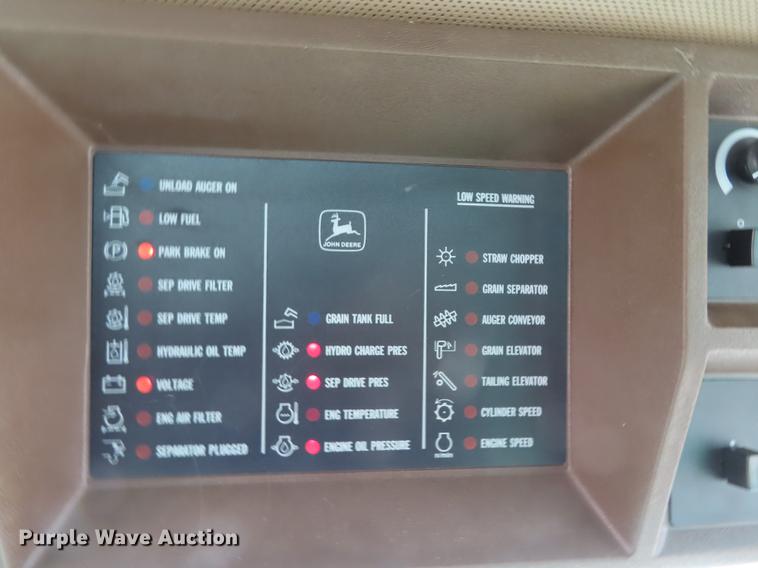 UNLOAD AUGER ON
LOW FUEL
PARK BRAKE ON
SEP DRIVE FILTER
SEP DRIVE TEMP
HYDRAULIC OIL TEMP
VOLTAGE
ENG AIR FILTER
SEPARATOR PLUGGED
JOHN DEERE
GRAIN TANK FULL
HYDRO CHARGE PRES
SEP DRIVE PRES
ENG TEMPERATURE
ENGINE OIL PRESSURE
LOW SPEED WARNING
STRAW CHOPPER
GRAIN SEPARATOR
AUGER CONVEYOR
GRAIN ELEVATOR
TAILING ELEVATOR
CYLINDER SPEED
ENGINE SPEED
n/min
0
Purple Wave Auction